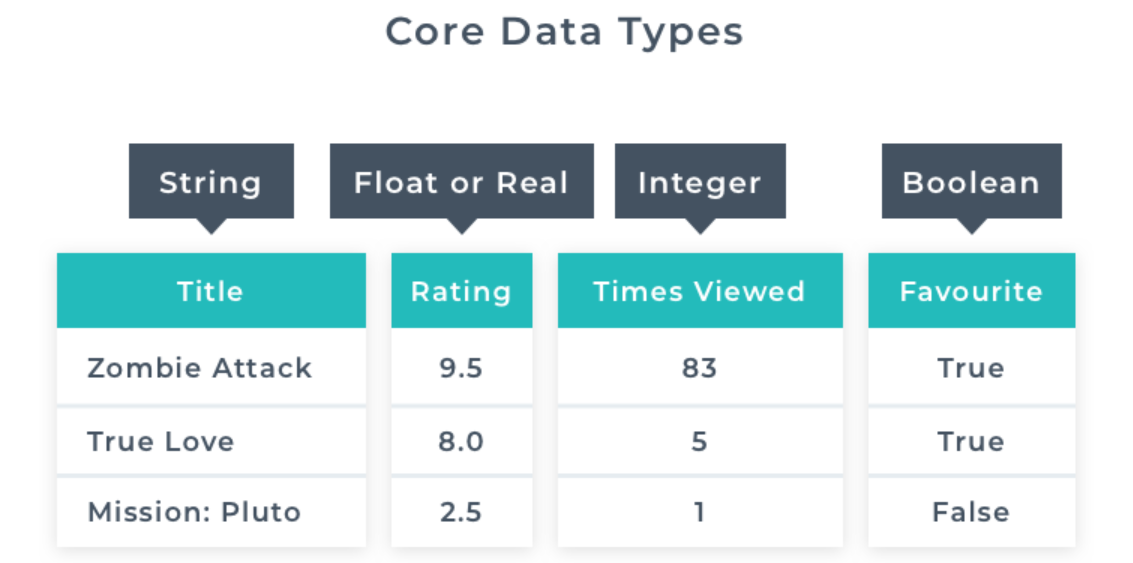 Core Data Types
String Float or Real Integer Boolean
Title Rating Times Viewed Favourite
Zombie Attack 9.5 83 True
True Love 8.0 5 True
Mission: Pluto 2.5 1 False